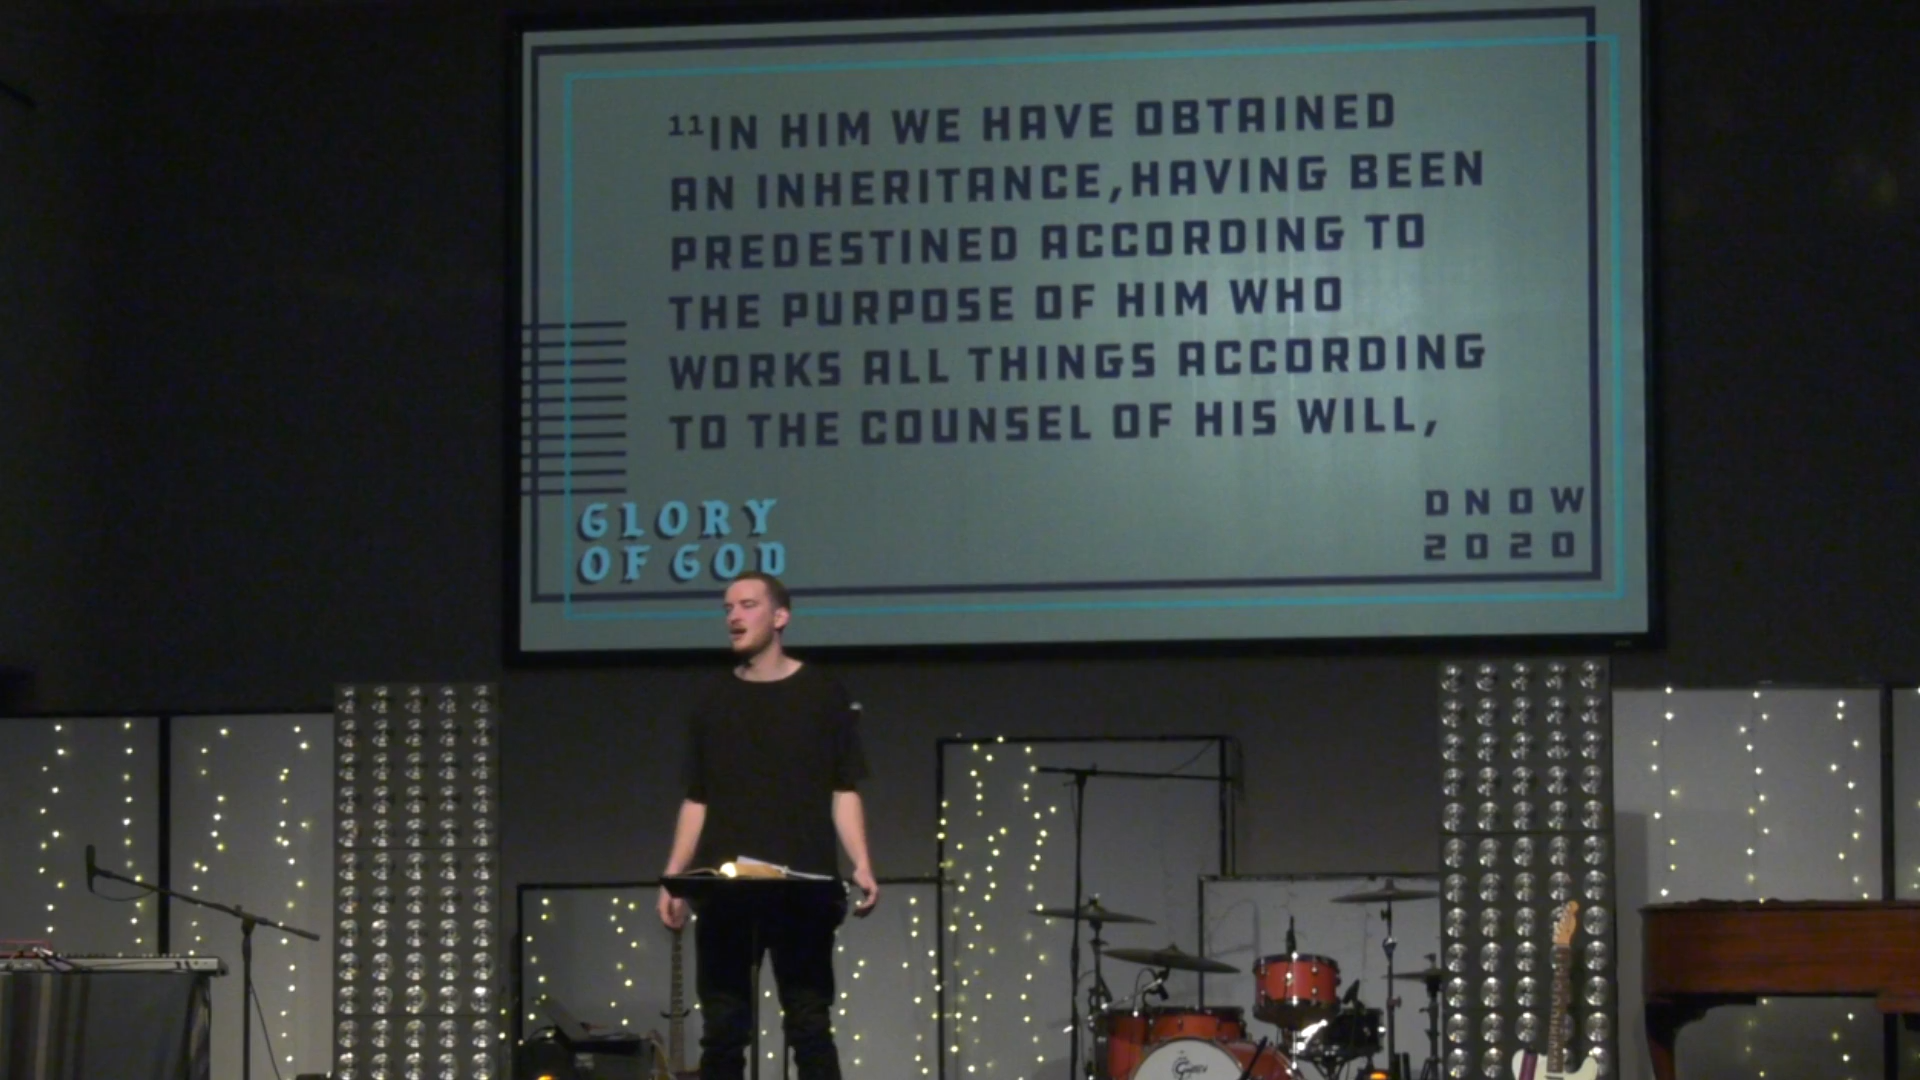 ¹¹IN HIM WE HAVE OBTAINED
AN INHERITANCE,HAVING BEEN
PREDESTINED ACCORDING TO
THE PURPOSE OF HIM WHO
WORKS ALL THINGS ACCORDING
TO THE COUNSEL OF HIS WILL,
GLORY
OF GOD
DNOW
2020
Gretsch